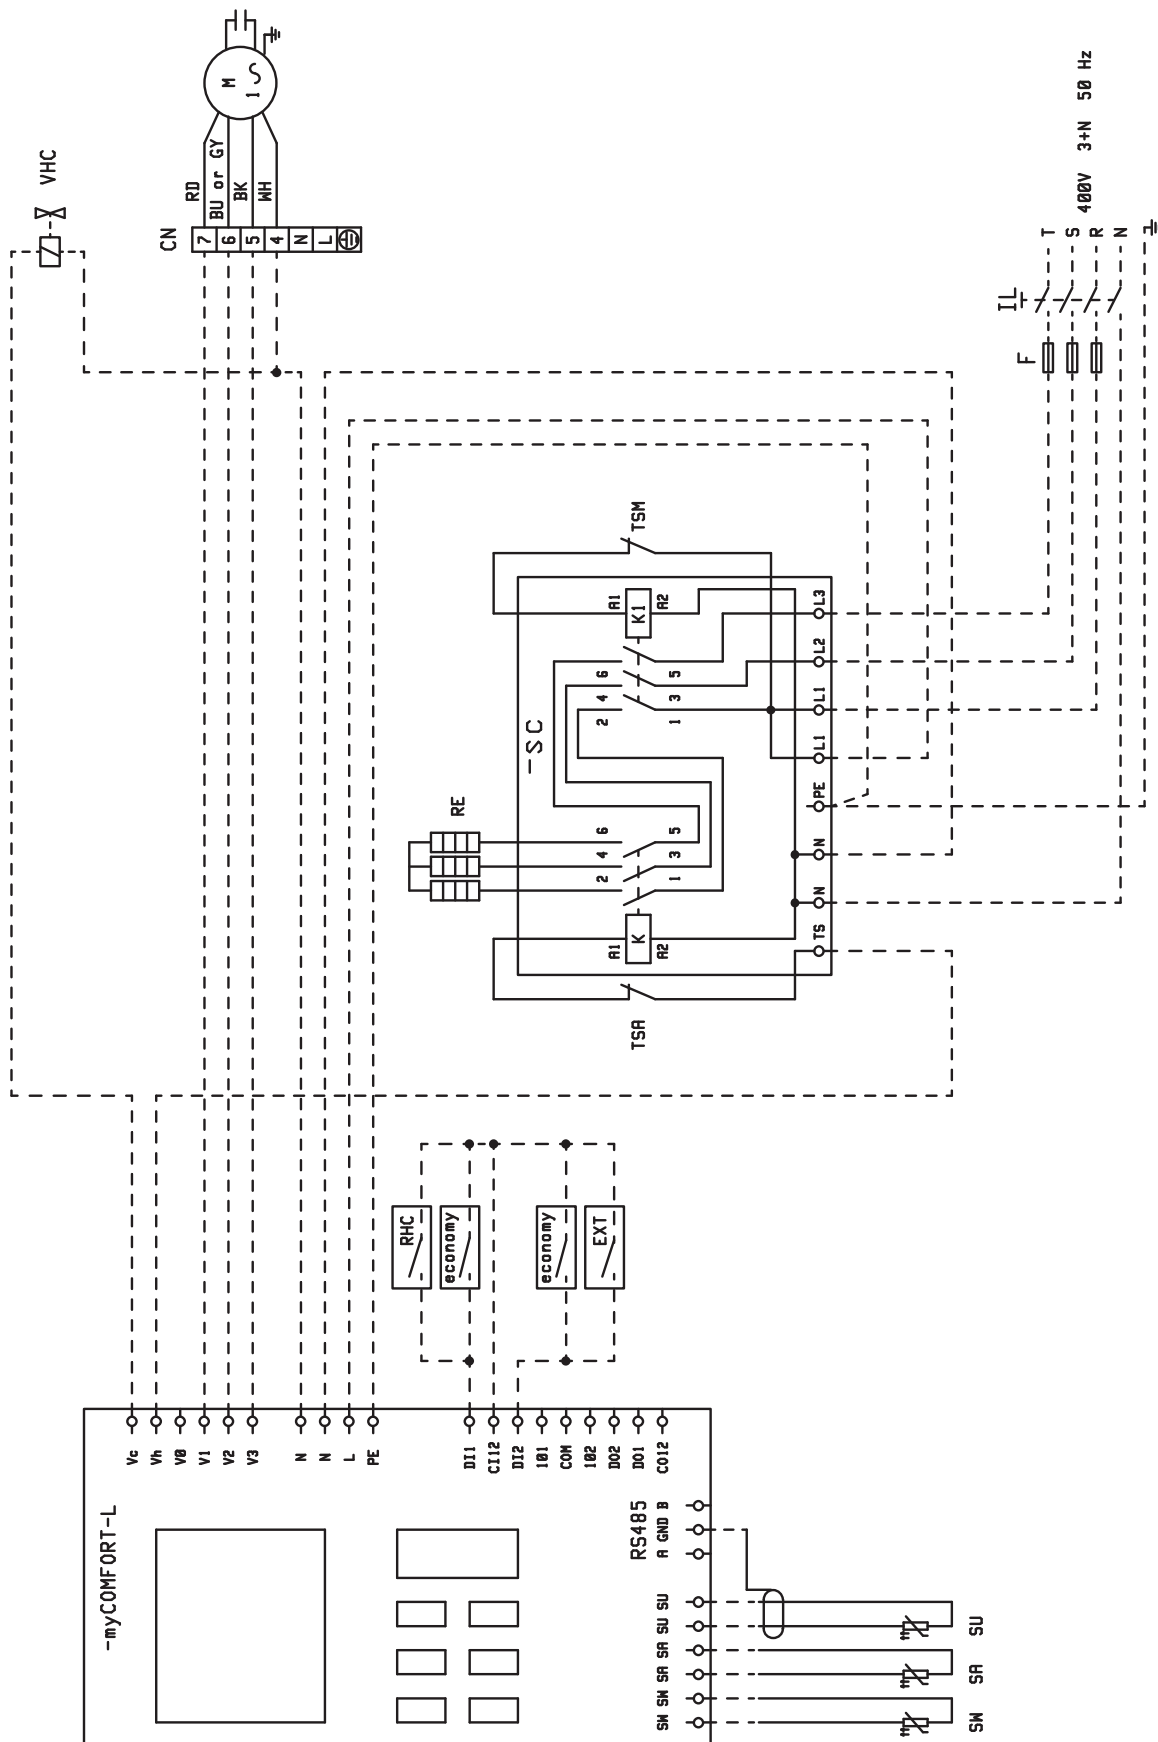 VHC
M
1
RD
BU or GY
BK
WH
CN
7
6
5
4
N
L
400V 3+N 50 Hz
T
S
R
N
IL
F
TSM
A1
K1
A2
6
5
4
3
2
1
L3
L2
L1
L1
PE
N
N
TS
-SC
RE
6
5
4
3
2
1
A1
K
A2
TSA
RHC
economy
economy
EXT
Vc
Vh
V0
V1
V2
V3
N
N
L
PE
DI1
CI12
DI2
101
COM
102
DO2
DO1
CO12
-myCOMFORT-L
RS485
A GND B
SW SW SA SA SU SU
SU
SA
SW